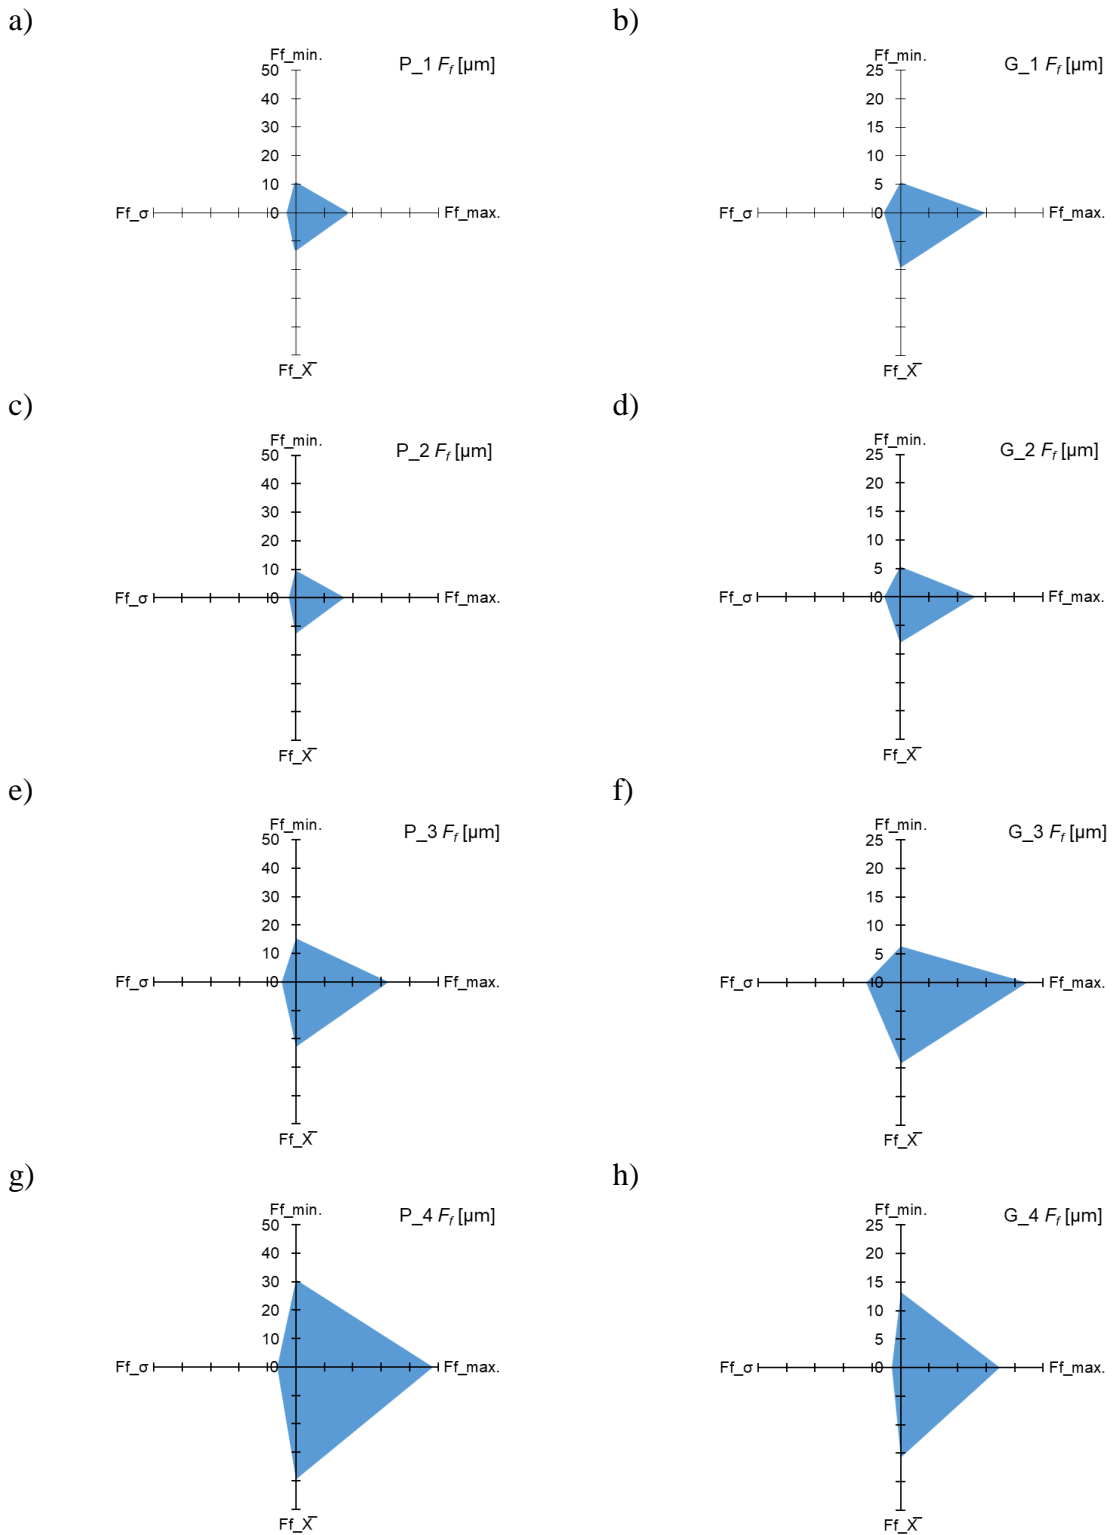 a)
b)
Ff_min.
P_1 Ff [µm]
50
40
30
20
10
0
Ff_σ
Ff_max.
Ff_X̅
Ff_min.
G_1 Ff [µm]
25
20
15
10
5
0
Ff_σ
Ff_max.
Ff_X̅
c)
d)
Ff_min.
P_2 Ff [µm]
50
40
30
20
10
0
Ff_σ
Ff_max.
Ff_X̅
Ff_min.
G_2 Ff [µm]
25
20
15
10
5
0
Ff_σ
Ff_max.
Ff_X̅
e)
f)
Ff_min.
P_3 Ff [µm]
50
40
30
20
10
0
Ff_σ
Ff_max.
Ff_X̅
Ff_min.
G_3 Ff [µm]
25
20
15
10
5
0
Ff_σ
Ff_max.
Ff_X̅
g)
h)
Ff_min.
P_4 Ff [µm]
50
40
30
20
10
0
Ff_σ
Ff_max.
Ff_X̅
Ff_min.
G_4 Ff [µm]
25
20
15
10
5
0
Ff_σ
Ff_max.
Ff_X̅